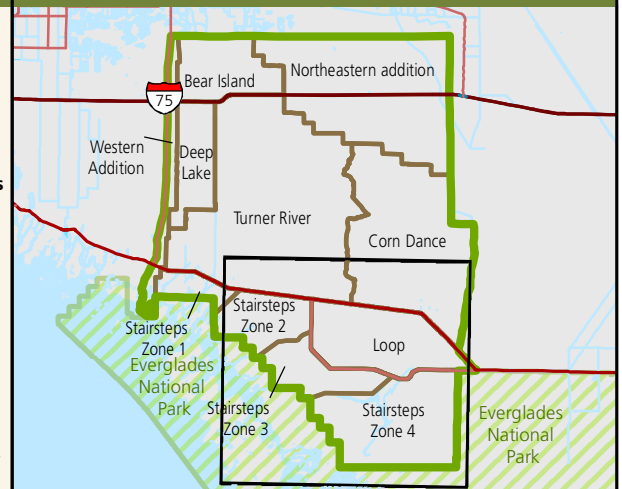 Northeastern addition
Bear Island
75
Western
Addition
Deep
Lake
Turner River
Corn Dance
Stairsteps
Zone 2
Stairsteps
Zone 1
Loop
Everglades
National
Park
Stairsteps
Zone 3
Stairsteps
Zone 4
Everglades
National
Park